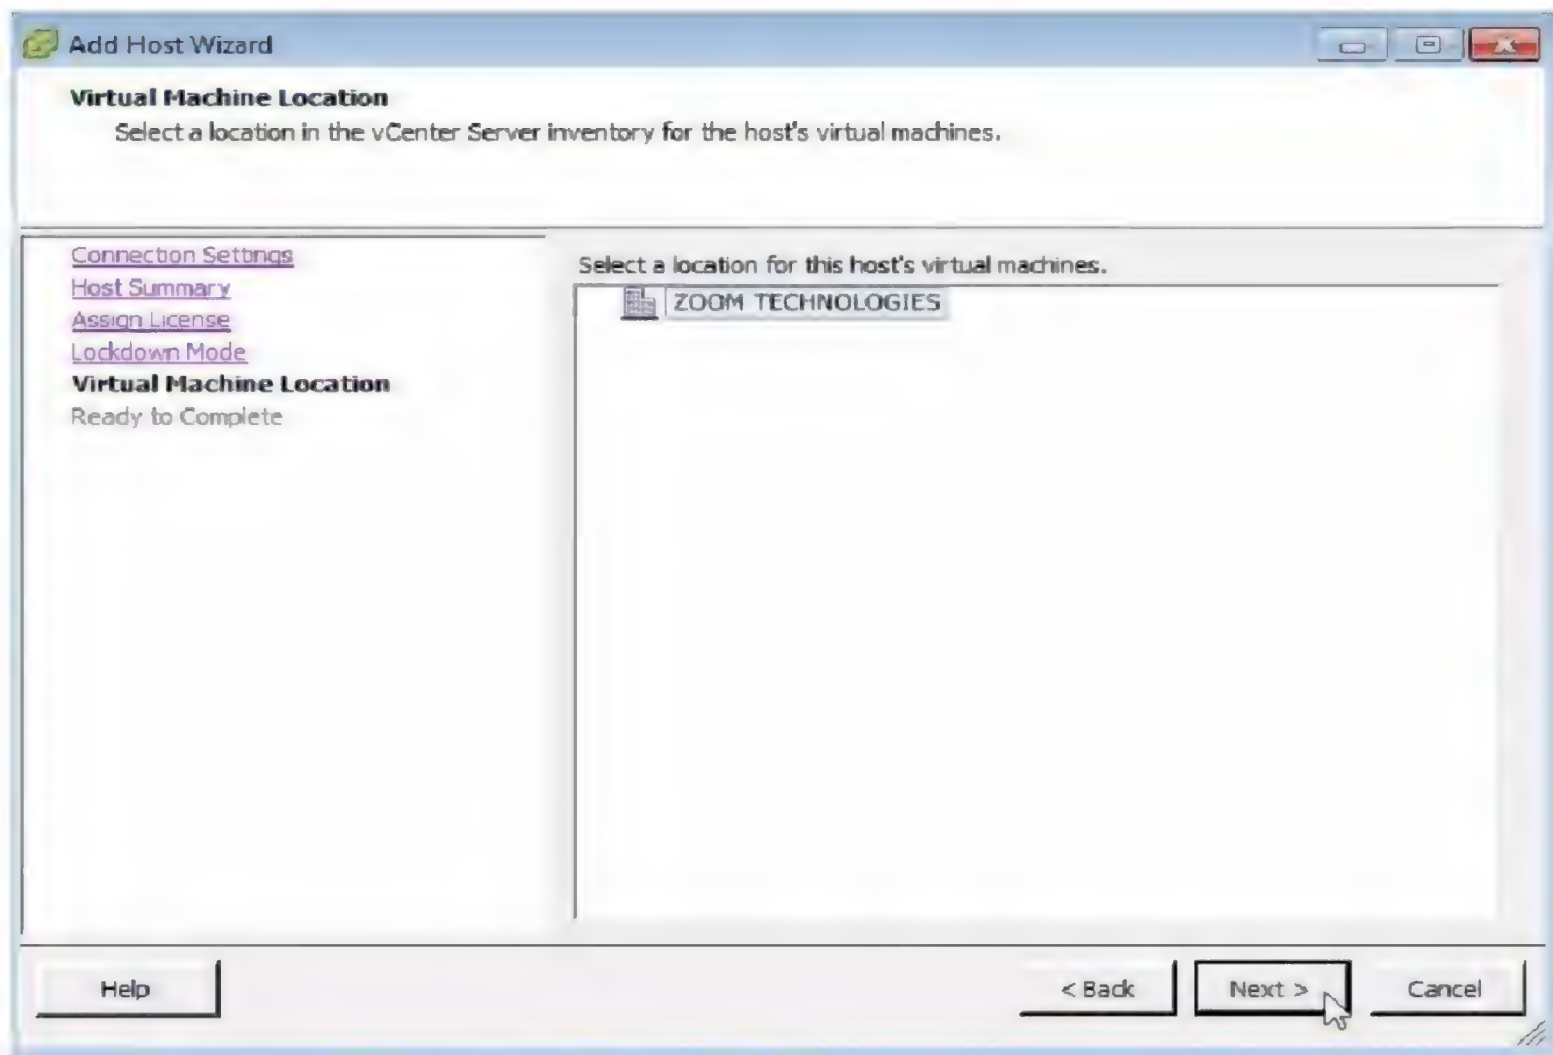 Add Host Wizard
Virtual Machine Location
Select a location in the vCenter Server inventory for the host's virtual machines.
Connection Settings
Host Summary
Assign License
Lockdown Mode
Virtual Machine Location
Ready to Complete
Select a location for this host's virtual machines.
ZOOM TECHNOLOGIES
Help
< Back
Next >
Cancel